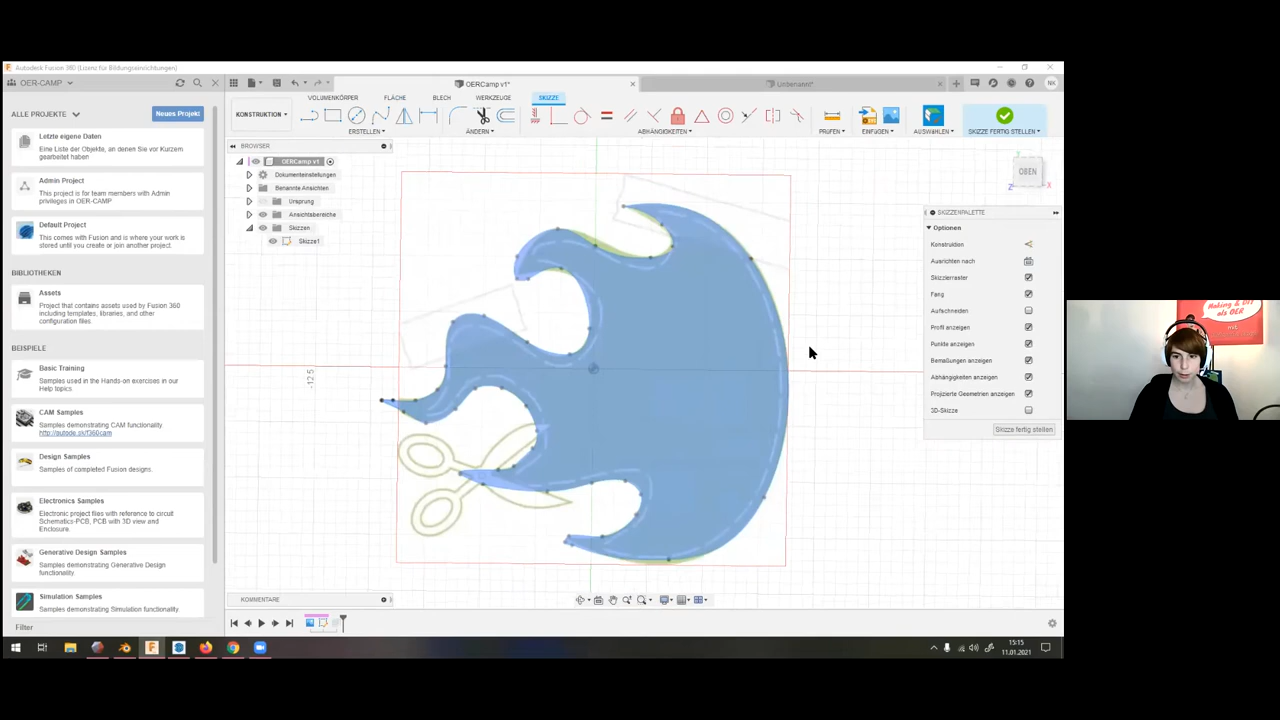 Autodesk Fusion 360 (Lizenz für Bildungseinrichtungen)
OER-CAMP
OERCamp v1*
Unbenannt*
NK
VOLUMENKÖRPER
FLÄCHE
BLECH
WERKZEUGE
SKIZZE
KONSTRUKTION
ERSTELLEN
ÄNDERN
ABHÄNGIGKEITEN
PRÜFEN
EINFÜGEN
AUSWÄHLEN
SKIZZE FERTIG STELLEN
ALLE PROJEKTE
Neues Projekt
Letzte eigene Daten
Eine Liste der Objekte, an denen Sie vor Kurzem
gearbeitet haben
Admin Project
This project is for team members with Admin
privileges in OER-CAMP
Default Project
This comes with Fusion and is where your work is
stored until you create or join another project.
BIBLIOTHEKEN
Assets
Project that contains assets used by Fusion
360 including templates, libraries, and other
configuration files.
BEISPIELE
Basic Training
Samples used in the Hands-on exercises in our
Help topics
CAM Samples
Samples demonstrating CAM functionality
http://autode.sk/f360cam
Design Samples
Samples of completed Fusion designs.
Electronics Samples
Electronic project files with reference to circuit
Schematics-PCB, PCB with 3D view and
Enclosure.
Generative Design Samples
Samples demonstrating Generative Design
functionality.
Simulation Samples
Samples demonstrating Simulation functionality.
Filter
BROWSER
OERCamp v1
Dokumenteinstellungen
Benannte Ansichten
Ursprung
Ansichtsbereiche
Skizzen
Skizze1
-12.5
OBEN
Z
X
SKIZZENPALETTE
Optionen
Konstruktion
Ausrichten nach
Skizzierraster
Fang
Aufschneiden
Profil anzeigen
Punkte anzeigen
Bemaßungen anzeigen
Abhängigkeiten anzeigen
Projizierte Geometrien anzeigen
3D-Skizze
Skizze fertig stellen
Making & DIY
als OER
KOMMENTARE
15:15
11.01.2021